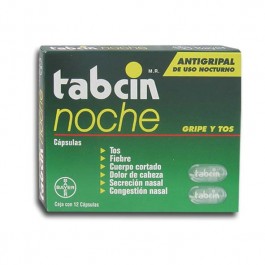 ANTIGRIPAL
DE USO NOCTURNO
tabcin
M.R.
noche
GRIPE Y TOS
Cápsulas
Tos
Fiebre
Cuerpo cortado
Dolor de cabeza
Secreción nasal
Congestión nasal
tabcin
tabcin
BAYER
Caja con 12 Cápsulas